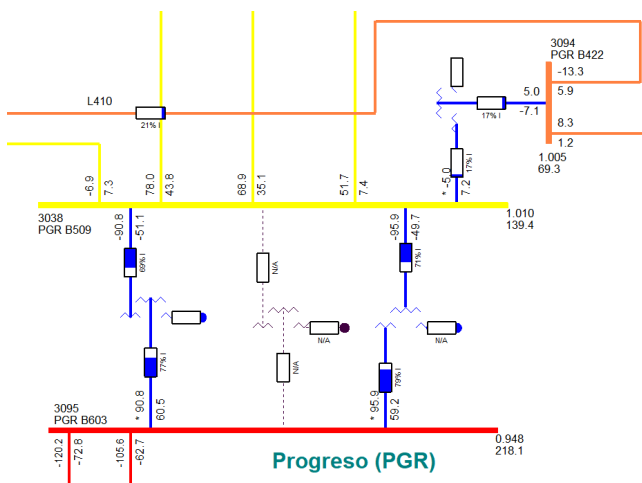 3094
PGR B422
-13.3
5.9
8.3
1.2
1.005
69.3
5.0
-7.1
17% I
17% I
* -5.0
7.2
L410
21% I
-6.9
7.3
78.0
43.8
68.9
35.1
51.7
7.4
3038
PGR B509
1.010
139.4
-90.8
-51.1
-95.9
-49.7
69% I
N/A
71% I
N/A
N/A
77% I
N/A
79% I
* 90.8
60.5
* 95.9
59.2
3095
PGR B603
0.948
218.1
-120.2
-72.8
-105.6
-62.7
Progreso (PGR)